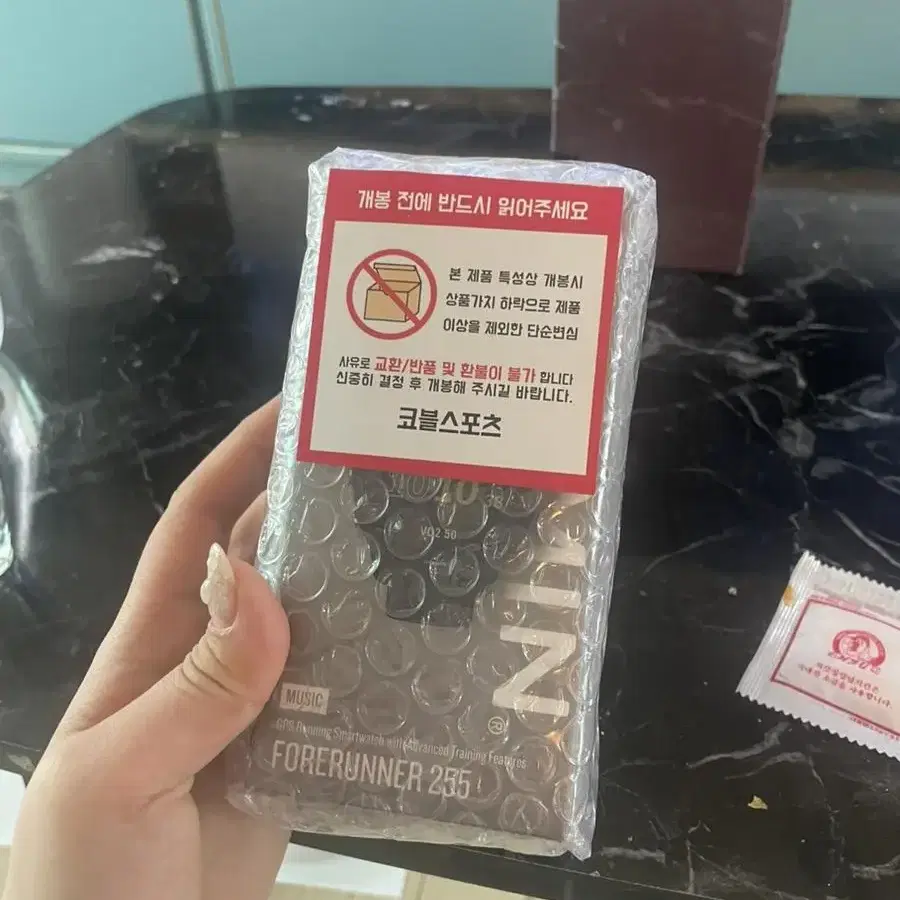 개봉 전에 반드시 읽어주세요
본 제품 특성상 개봉시
상품가치 하락으로 제품
이상을 제외한 단순변심
사유로 교환/반품 및 환불이 불가 합니다
신중히 결정 후 개봉해 주시길 바랍니다.
코블스포츠
VO2 50
MIN®
MUSIC
GPS Running Smartwatch with Advanced Training Features
FORERUNNER 255